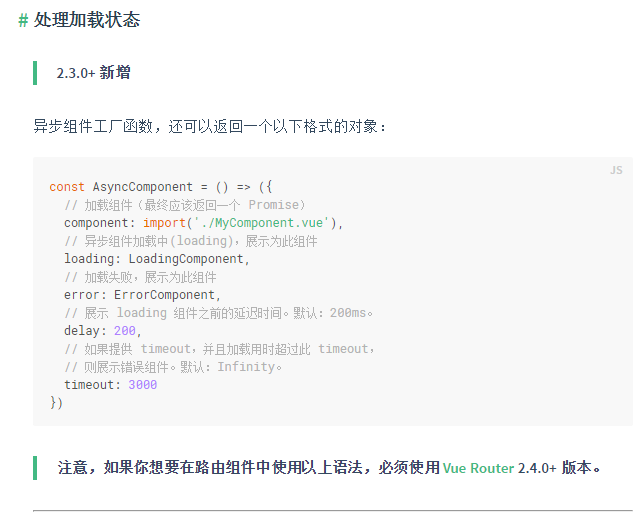 # 处理加载状态
2.3.0+ 新增
异步组件工厂函数，还可以返回一个以下格式的对象：
JS
const AsyncComponent = () => ({
  // 加载组件（最终应该返回一个 Promise）
  component: import('./MyComponent.vue'),
  // 异步组件加载中(loading)，展示为此组件
  loading: LoadingComponent,
  // 加载失败，展示为此组件
  error: ErrorComponent,
  // 展示 loading 组件之前的延迟时间。默认：200ms。
  delay: 200,
  // 如果提供 timeout，并且加载用时超过此 timeout，
  // 则展示错误组件。默认：Infinity。
  timeout: 3000
})
注意，如果你想要在路由组件中使用以上语法，必须使用 Vue Router 2.4.0+ 版本。